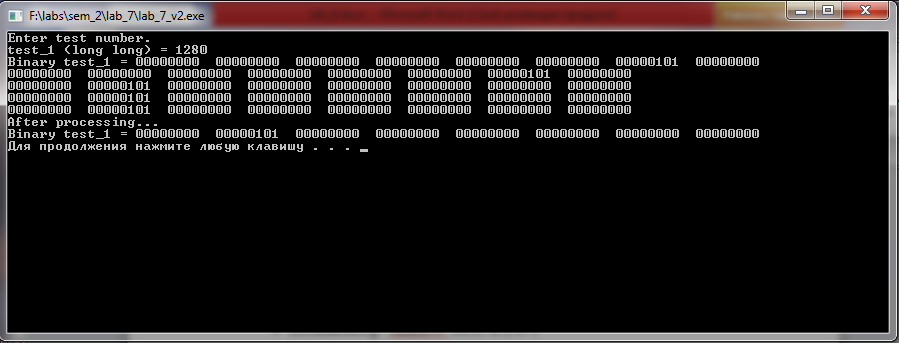 F:\labs\sem_2\lab_7\lab_7_v2.exe
Enter test number.
test_1 (long long) = 1280
Binary test_1 = 00000000  00000000  00000000  00000000  00000000  00000000  00000101  00000000
00000000  00000000  00000000  00000000  00000000  00000000  00000101  00000000
00000000  00000101  00000000  00000000  00000000  00000000  00000000  00000000
00000000  00000101  00000000  00000000  00000000  00000000  00000000  00000000
00000000  00000101  00000000  00000000  00000000  00000000  00000000  00000000
After processing...
Binary test_1 = 00000000  00000101  00000000  00000000  00000000  00000000  00000000  00000000
Для продолжения нажмите любую клавишу . . .